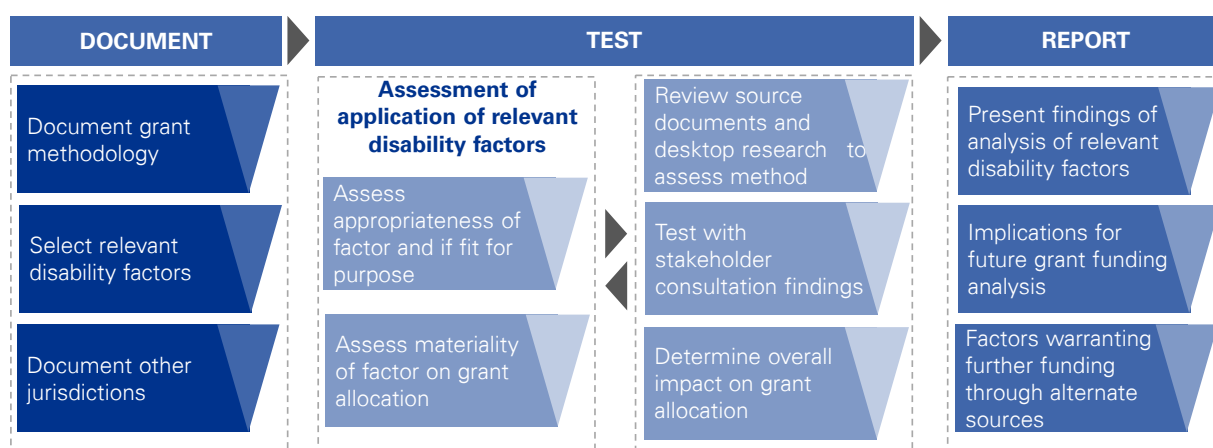 DOCUMENT
Document grant
methodology
Select relevant
disability factors
Document other
jurisdictions
TEST
Assessment of
application of relevant
disability factors
Assess
appropriateness of
factor and if fit for
purpose
Assess materiality
of factor on grant
allocation
Review source
documents and
desktop research to
assess method
Test with
stakeholder
consultation findings
Determine overall
impact on grant
allocation
REPORT
Present findings of
analysis of relevant
disability factors
Implications for
future grant funding
analysis
Factors warranting
further funding
through alternate
sources